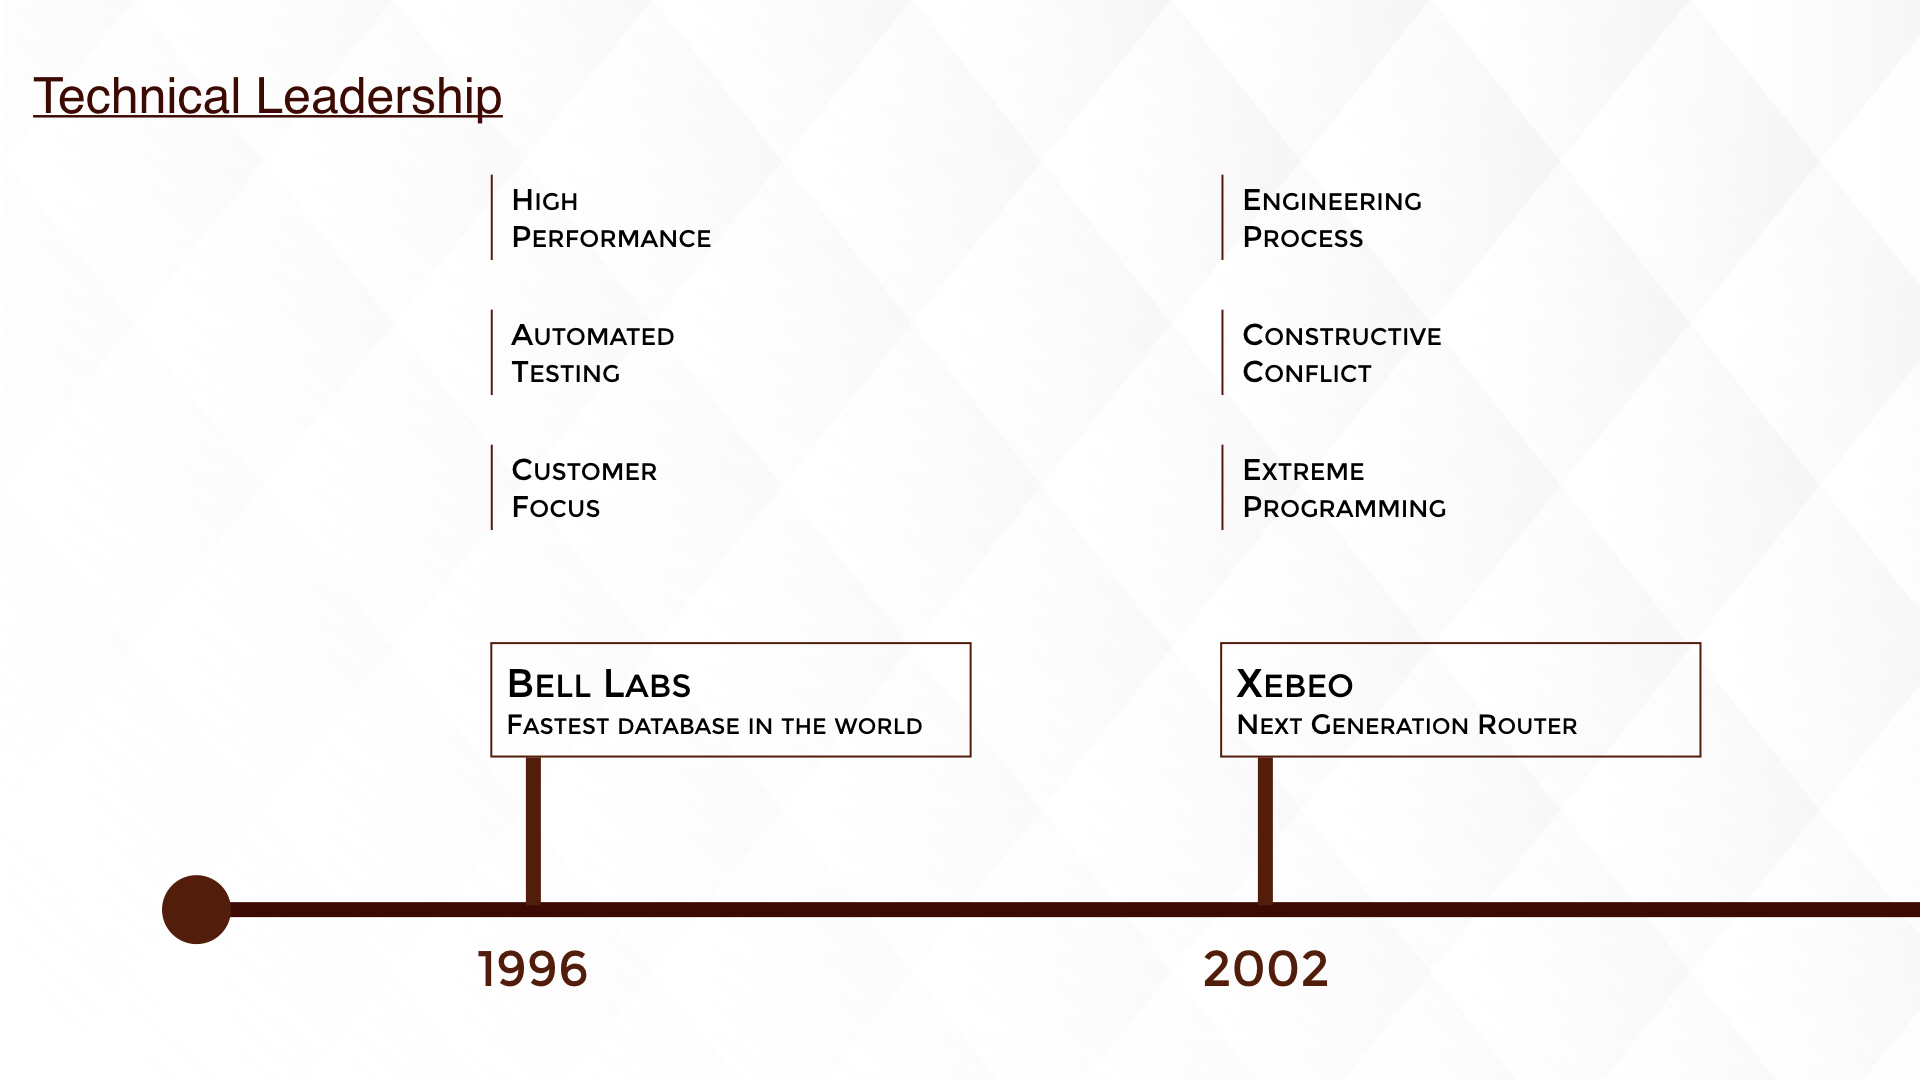 Technical Leadership
High
Performance
Automated
Testing
Customer
Focus
Engineering
Process
Constructive
Conflict
Extreme
Programming
Bell Labs
Fastest database in the world
Xebeo
Next Generation Router
1996
2002